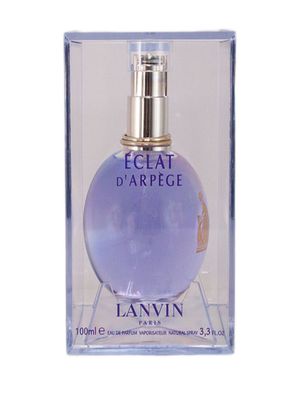 ÉCLAT
D'ARPÈGE
LANVIN
PARIS
100ml e EAU DE PARFUM VAPORISATEUR NATURAL SPRAY 3,3 FL.OZ